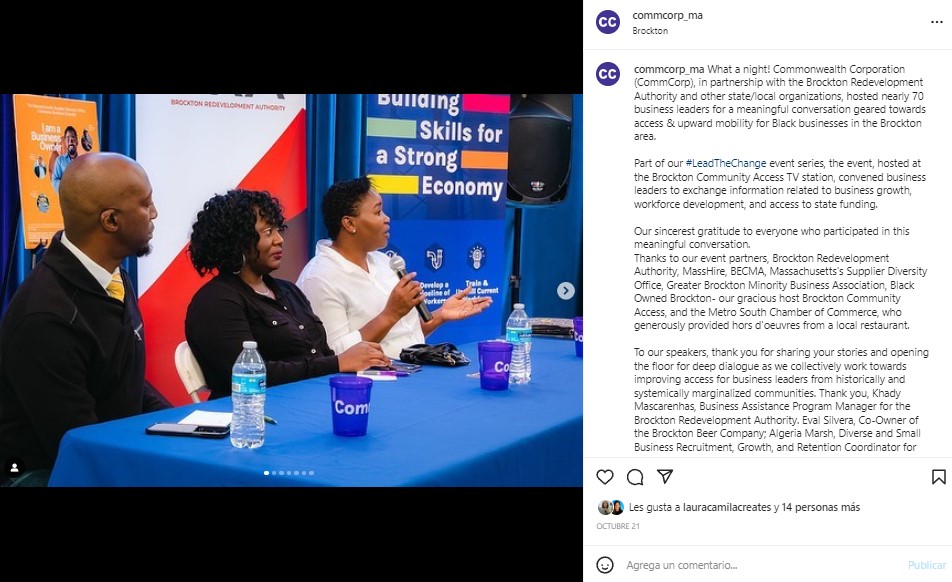 BROCKTON REDEVELOPMENT AUTHORITY
I am a
Business
Owner
Building
Skills for
a Strong
Economy
Develop a
Pipeline of
Workers
Train &
Current
Com
Co
CC
commcorp_ma
Brockton
CC
commcorp_ma What a night! Commonwealth Corporation
(CommCorp), in partnership with the Brockton Redevelopment
Authority and other state/local organizations, hosted nearly 70
business leaders for a meaningful conversation geared towards
access & upward mobility for Black businesses in the Brockton
area.
Part of our #LeadTheChange event series, the event, hosted at
the Brockton Community Access TV station, convened business
leaders to exchange information related to business growth,
workforce development, and access to state funding.
Our sincerest gratitude to everyone who participated in this
meaningful conversation.
Thanks to our event partners, Brockton Redevelopment
Authority, MassHire, BECMA, Massachusetts's Supplier Diversity
Office, Greater Brockton Minority Business Association, Black
Owned Brockton- our gracious host Brockton Community
Access, and the Metro South Chamber of Commerce, who
generously provided hors d'oeuvres from a local restaurant.
To our speakers, thank you for sharing your stories and opening
the floor for deep dialogue as we collectively work towards
improving access for business leaders from historically and
systemically marginalized communities. Thank you, Khady
Mascarenhas, Business Assistance Program Manager for the
Brockton Redevelopment Authority. Eval Silvera, Co-Owner of
the Brockton Beer Company; Algeria Marsh, Diverse and Small
Business Recruitment, Growth, and Retention Coordinator for
Les gusta a lauracamilacreates y 14 personas más
OCTUBRE 21
Agrega un comentario...
Publicar